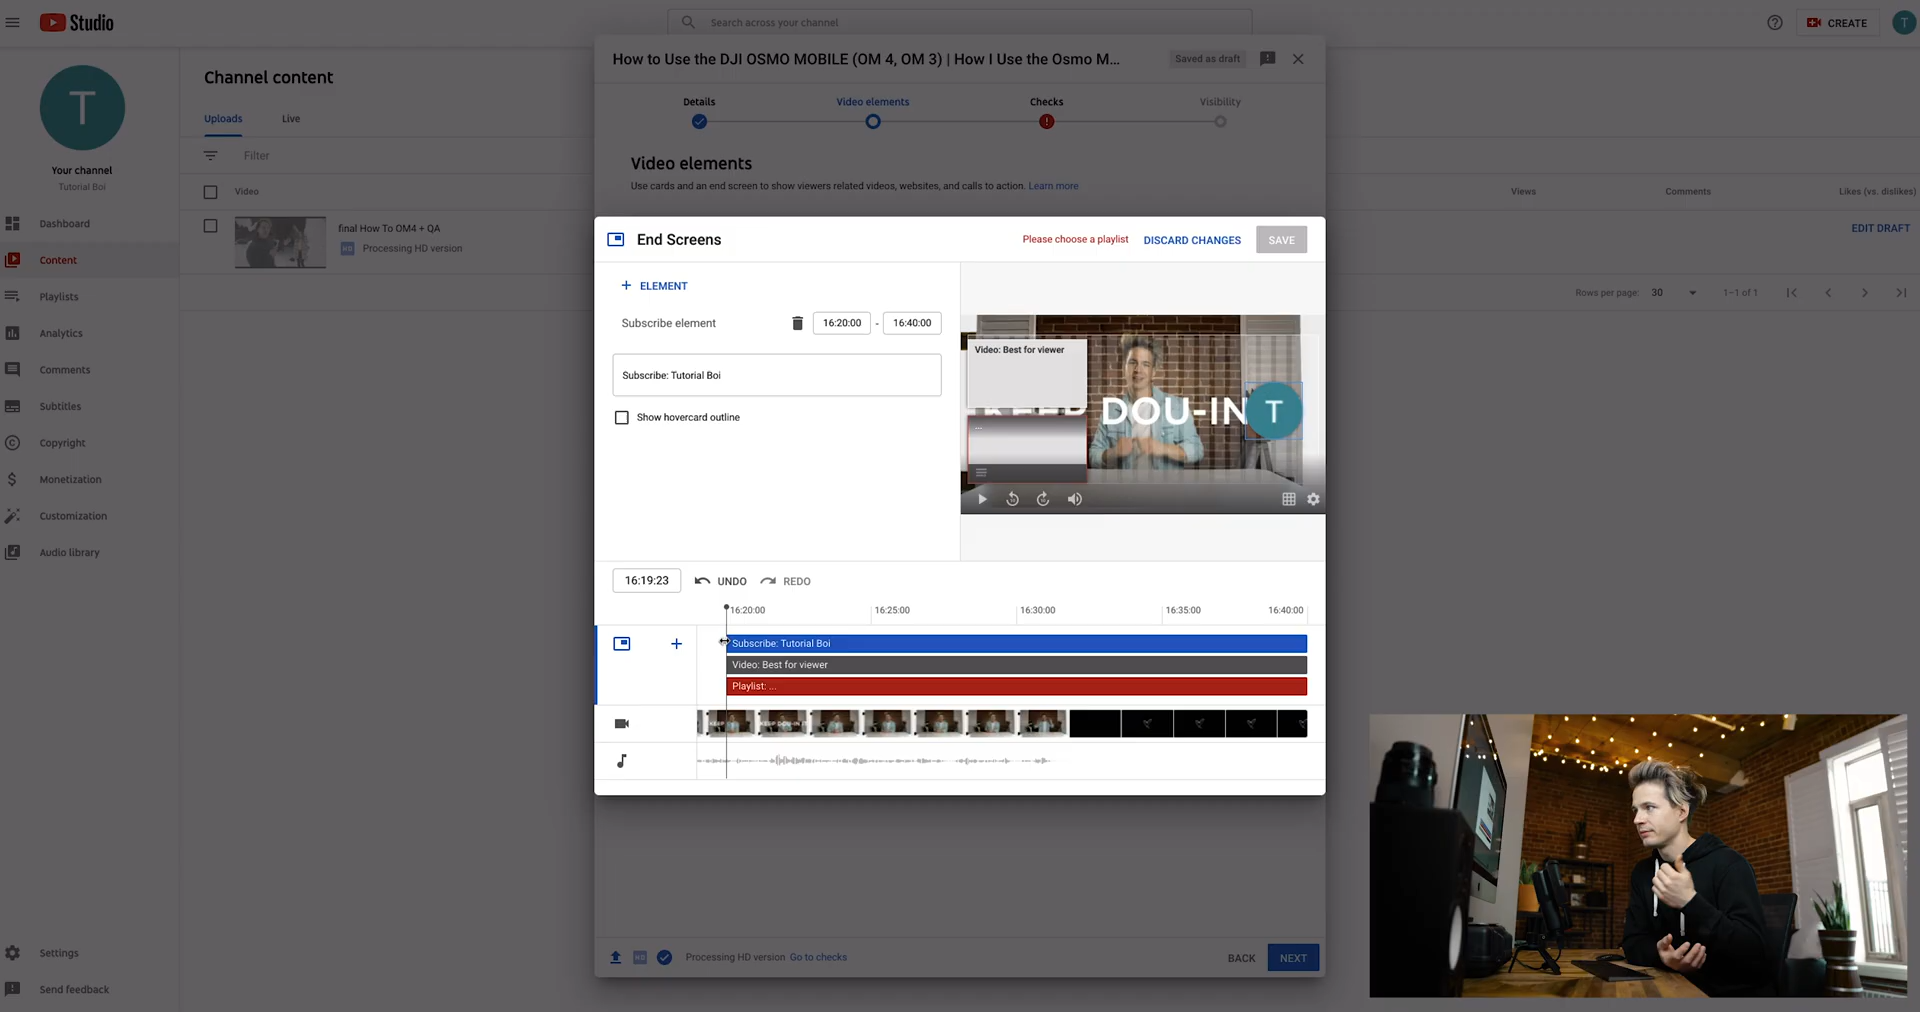 Studio
Search across your channel
CREATE
T
T
Your channel
Tutorial Boi
Dashboard
Content
Playlists
Analytics
Comments
Subtitles
Copyright
Monetization
Customization
Audio library
Settings
Send feedback
Channel content
Uploads
Live
Filter
Video
Views
Comments
Likes (vs. dislikes)
final How To OM4 + QA
HD
Processing HD version
EDIT DRAFT
Rows per page:
30
1–1 of 1
How to Use the DJI OSMO MOBILE (OM 4, OM 3) | How I Use the Osmo M...
Saved as draft
Details
Video elements
Checks
Visibility
Video elements
Use cards and an end screen to show viewers related videos, websites, and calls to action. Learn more
End Screens
Please choose a playlist
DISCARD CHANGES
SAVE
+ ELEMENT
Subscribe element
16:20:00 - 16:40:00
Subscribe: Tutorial Boi
Show hovercard outline
Video: Best for viewer
KEEP DOU-IN
T
...
16:19:23
UNDO
REDO
16:20:00
16:25:00
16:30:00
16:35:00
16:40:00
Subscribe: Tutorial Boi
Video: Best for viewer
Playlist: ...
HD
Processing HD version Go to checks
BACK
NEXT